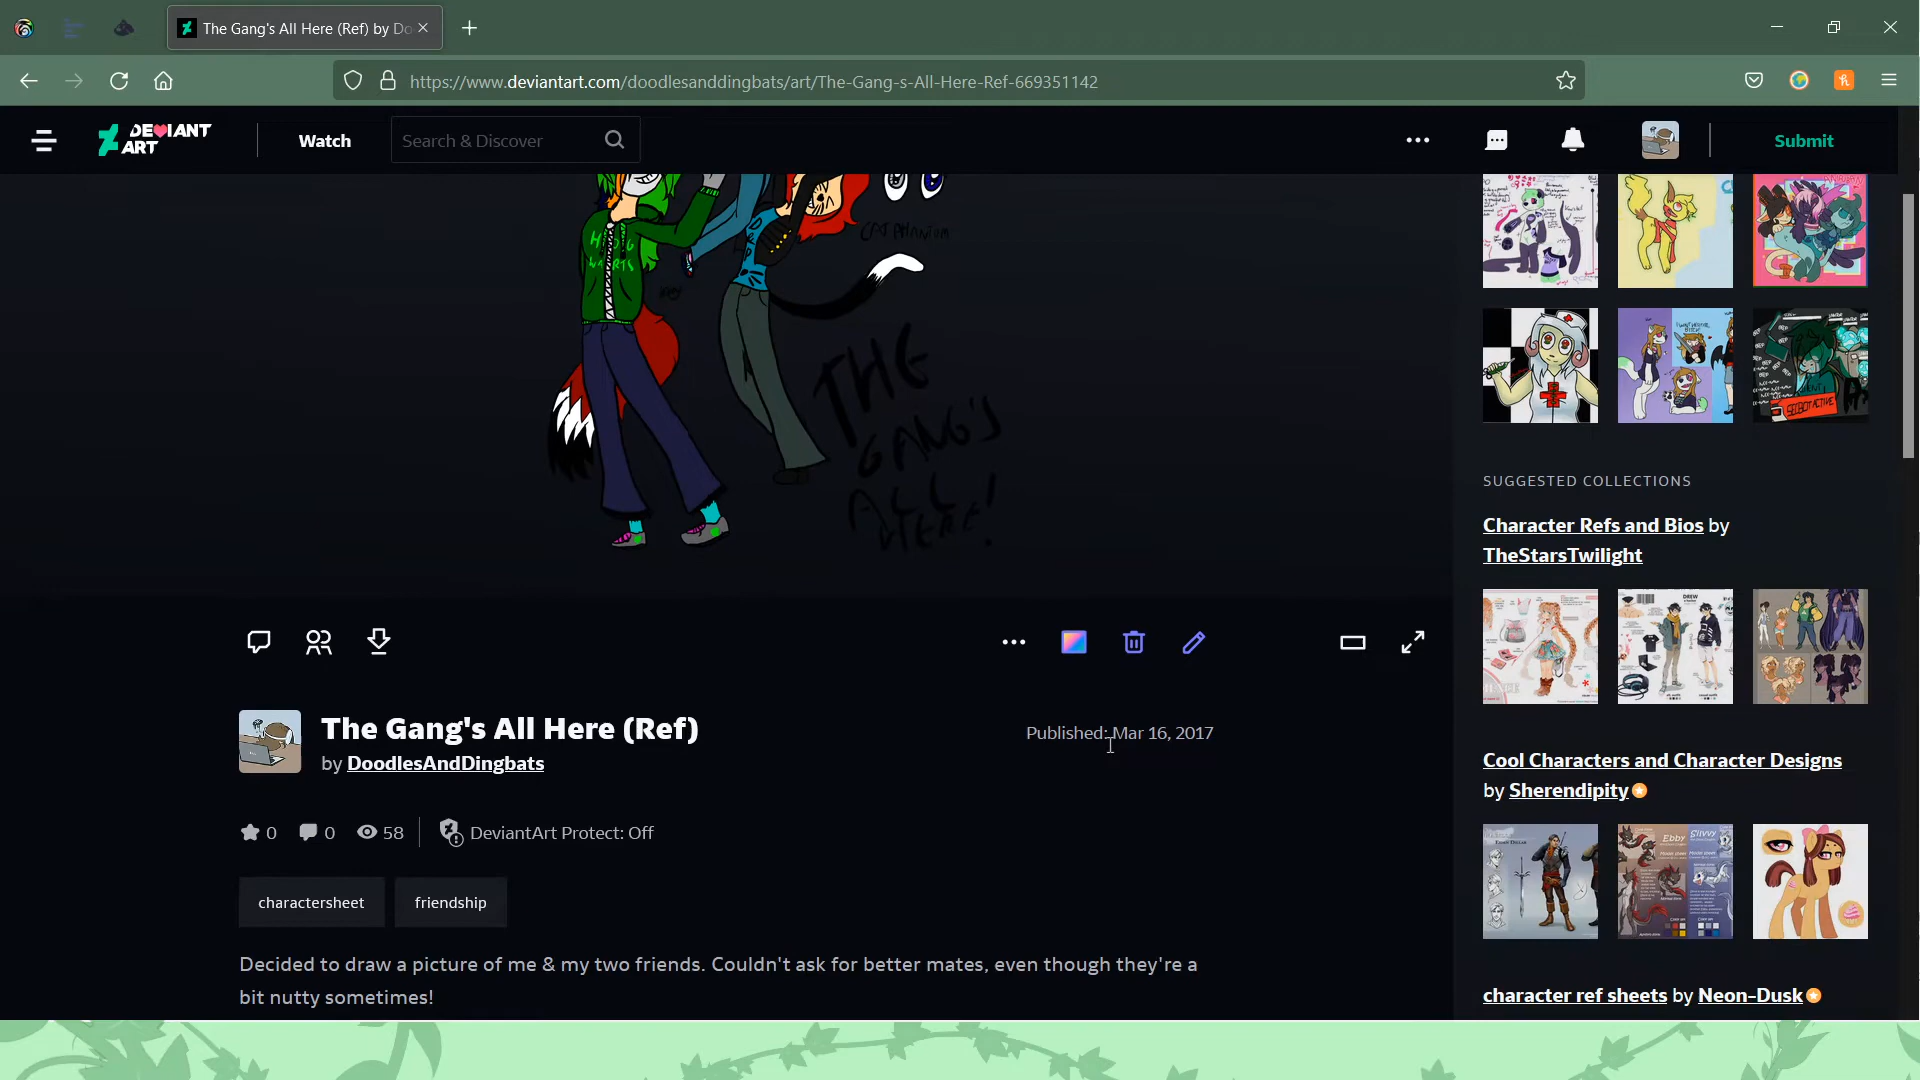 The Gang's All Here (Ref) by Do
https://www.deviantart.com/doodlesanddingbats/art/The-Gang-s-All-Here-Ref-669351142
DEVIANT
ART
Watch
Search & Discover
Submit
CAT PHANTOM
THE
GANG'S
ALL
HERE!
SUGGESTED COLLECTIONS
Character Refs and Bios by
TheStarsTwilight
DREW
The Gang's All Here (Ref)
by DoodlesAndDingbats
Published: Mar 16, 2017
0 0 58 DeviantArt Protect: Off
charactersheet friendship
Cool Characters and Character Designs
by Sherendipity
Ebby
Decided to draw a picture of me & my two friends. Couldn't ask for better mates, even though they're a
bit nutty sometimes!
character ref sheets by Neon-Dusk